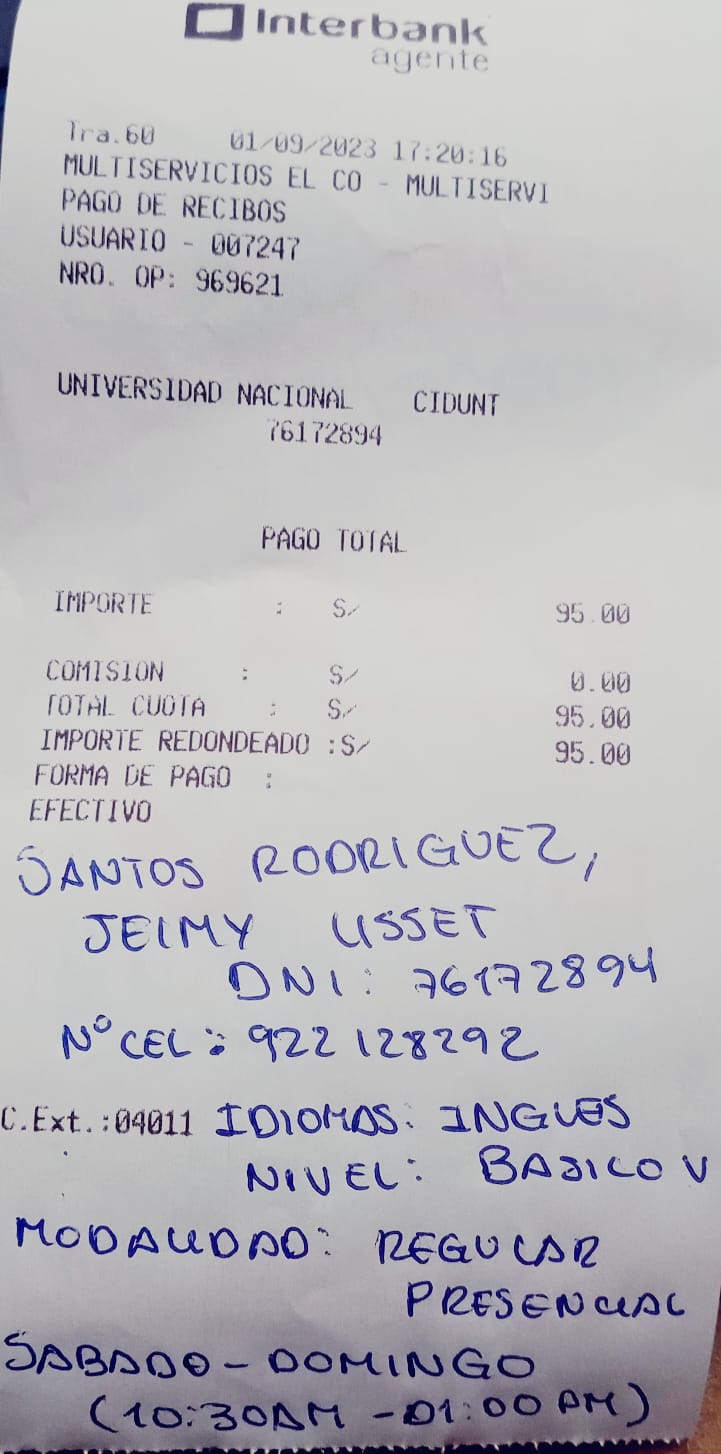 Interbank
agente
Tra.60 01/09/2023 17:20:16
MULTISERVICIOS EL CO - MULTISERVI
PAGO DE RECIBOS
USUARIO - 007247
NRO. OP: 969621
UNIVERSIDAD NACIONAL CIDUNT
76172894
PAGO TOTAL
IMPORTE : S/ 95.00
COMISION : S/ 0.00
TOTAL CUOTA : S/ 95.00
IMPORTE REDONDEADO :S/ 95.00
FORMA DE PAGO :
EFECTIVO
SANTOS RODRIGUEZ,
JEIMY LISSET
DNI: 76172894
N° CEL: 922 128292
C.Ext.:04011 IDIOMAS: INGLES
NIVEL: BASICO V
MODALIDAD: REGULAR
PRESENCIAL
SABADO - DOMINGO
(10:30AM - 01:00 PM)